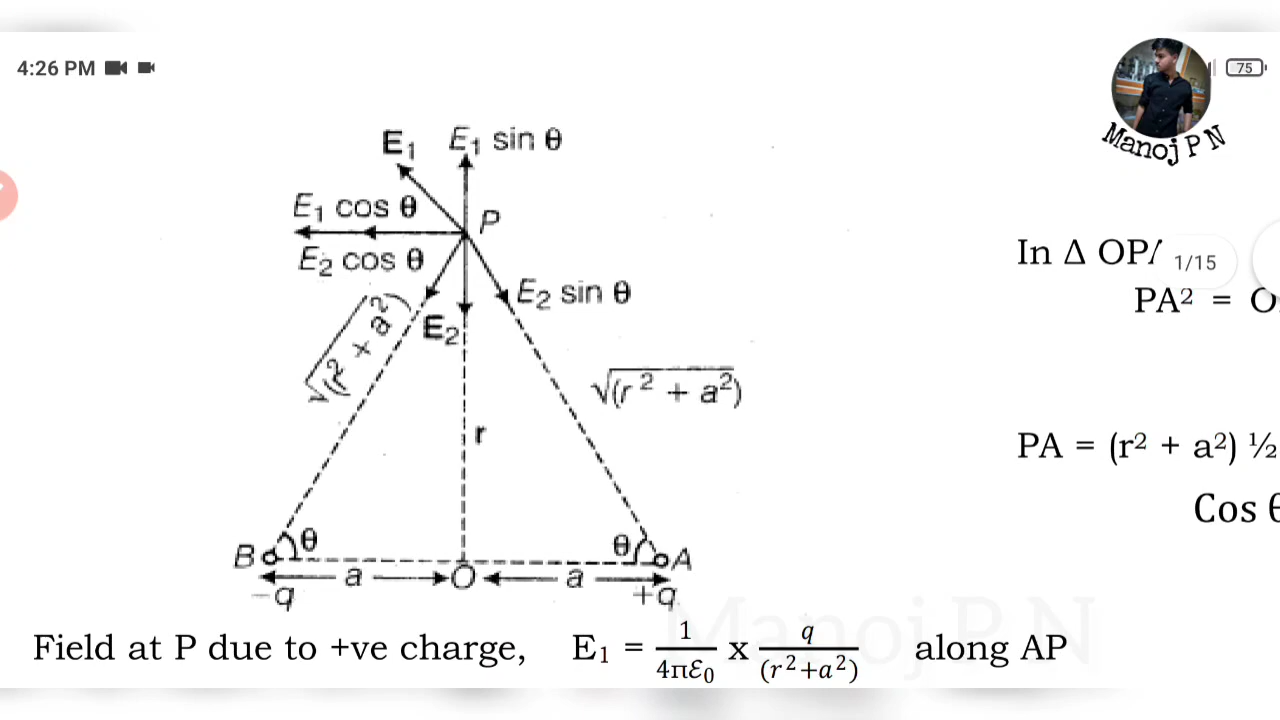 4:26 PM
75
Manoj P N
E₁ E₁ sin θ
E₁ cos θ
P
E₂ cos θ
E₂ sin θ
E₂
√(r² + a²)
√(r² + a²)
r
In Δ OP
1/15
PA² = O
PA = (r² + a²) ½
Cos θ
B θ θ A
a O a
-q +q
Manoj P N
Field at P due to +ve charge, E₁ = 1/4πε₀ x q/(r²+a²) along AP